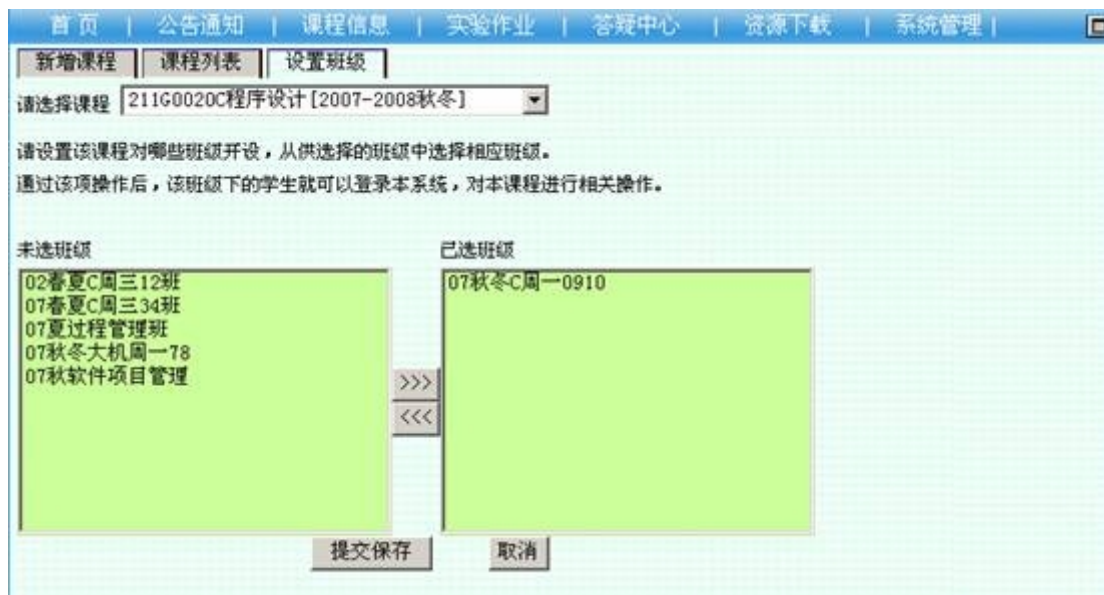 首 页 | 公告通知 | 课程信息 | 实验作业 | 答疑中心 | 资源下载 | 系统管理 |
新增课程 课程列表 设置班级
请选择课程 211G0020C程序设计[2007-2008秋冬]
请设置该课程对哪些班级开设，从供选择的班级中选择相应班级。
通过该项操作后，该班级下的学生就可以登录本系统，对本课程进行相关操作。
未选班级 已选班级
02春夏C周三12班 07秋冬C周一0910
07春夏C周三34班
07夏过程管理班
07秋冬大机周一78
07秋软件项目管理
>>>
<<<
提交保存 取消